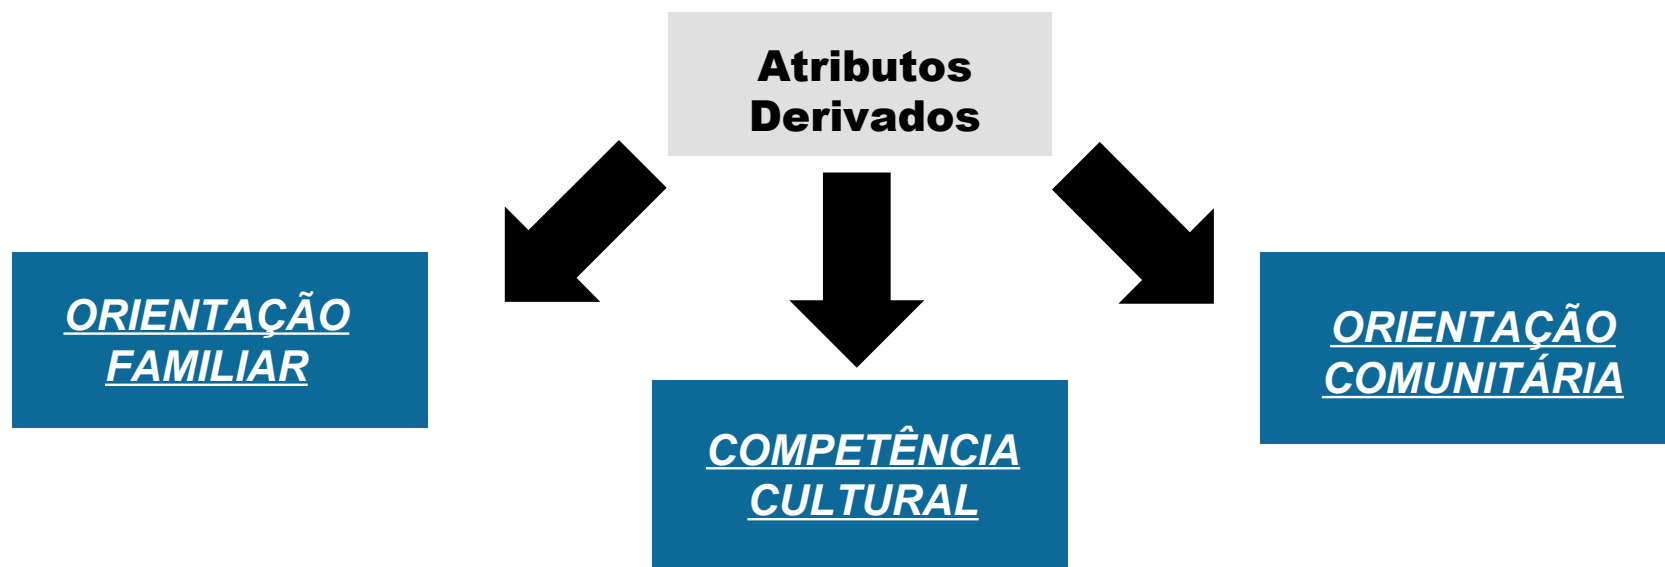 Atributos
Derivados
ORIENTAÇÃO
FAMILIAR
COMPETÊNCIA
CULTURAL
ORIENTAÇÃO
COMUNITÁRIA